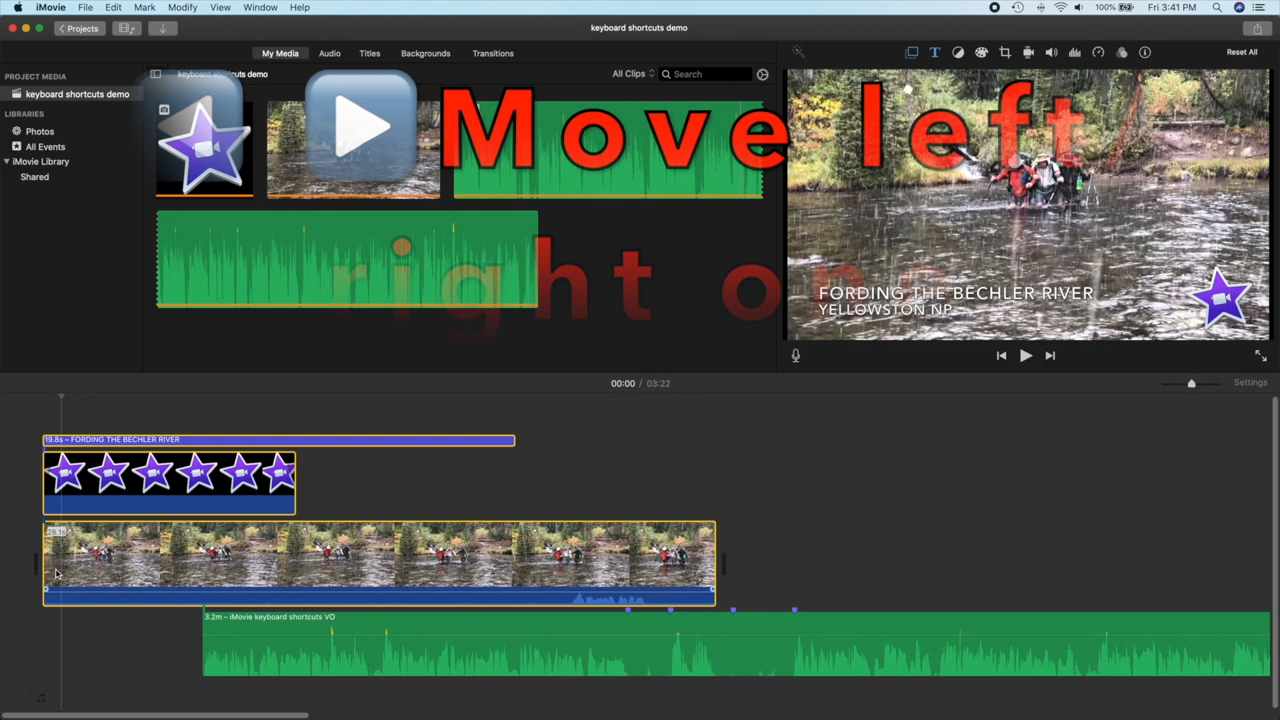 iMovie File Edit Mark Modify View Window Help
100% Fri 3:41 PM
Projects
keyboard shortcuts demo
My Media Audio Titles Backgrounds Transitions
Reset All
PROJECT MEDIA
keyboard shortcuts demo
LIBRARIES
Photos
All Events
iMovie Library
Shared
keyboard shortcuts demo
All Clips Search
Move left
right one
FORDING THE BECHLER RIVER
YELLOWSTON NP
00:00 / 03:22
Settings
19.8s – FORDING THE BECHLER RIVER
28.1s
3.2m – iMovie keyboard shortcuts VO